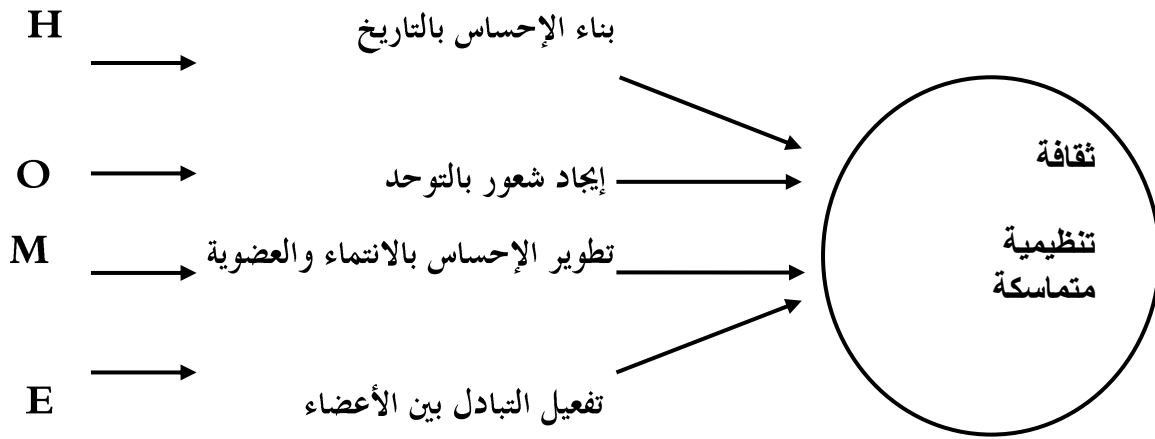 H
بناء الإحساس بالتاريخ
O
إيجاد شعور بالتوحد
M
تطوير الإحساس بالانتماء والعضوية
E
تفعيل التبادل بين الأعضاء
ثقافة
تنظيمية
متماسكة